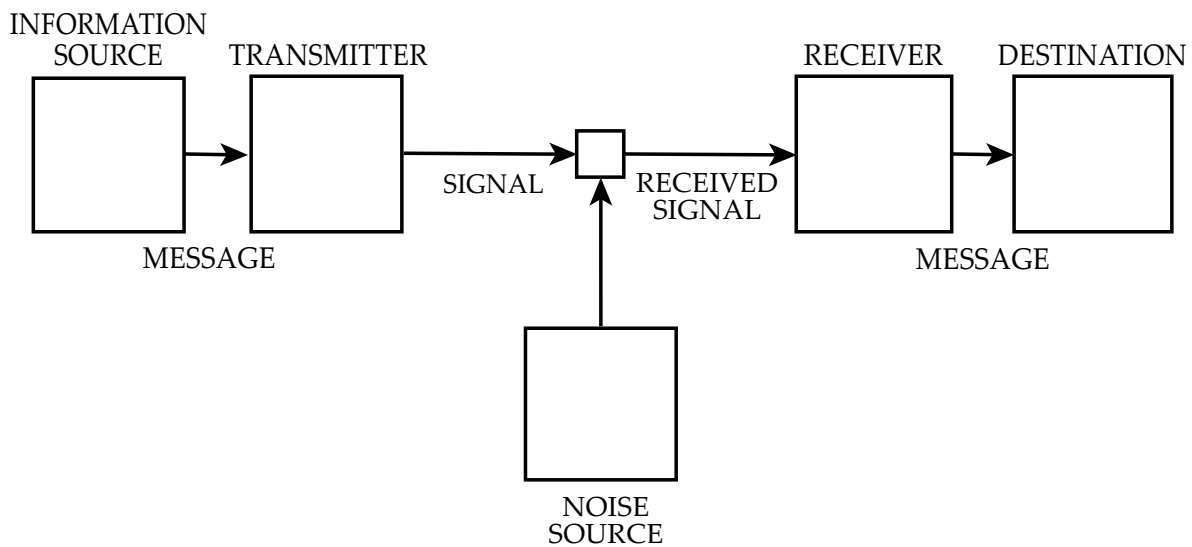 INFORMATION
SOURCE
TRANSMITTER
RECEIVER
DESTINATION
SIGNAL
RECEIVED
SIGNAL
MESSAGE
MESSAGE
NOISE
SOURCE